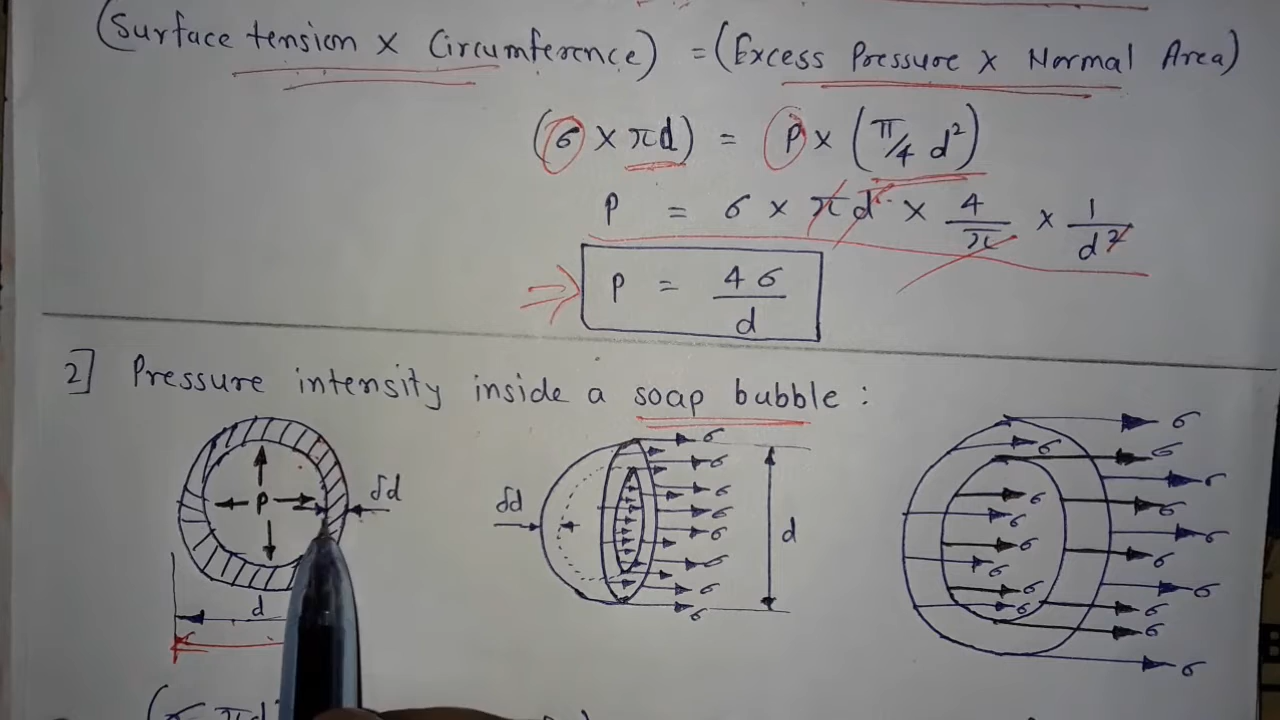 (Surface tension × Circumference) = (Excess Pressure × Normal Area)
(σ × πd) = P × (π/4 d²)
P = σ × πd × 4/π × 1/d²
P = 4σ/d
2] Pressure intensity inside a soap bubble :
P δd
d
δd d
σ σ σ σ σ σ σ σ
σ σ σ σ σ σ σ σ σ σ σ σ σ σ σ
(σ πd